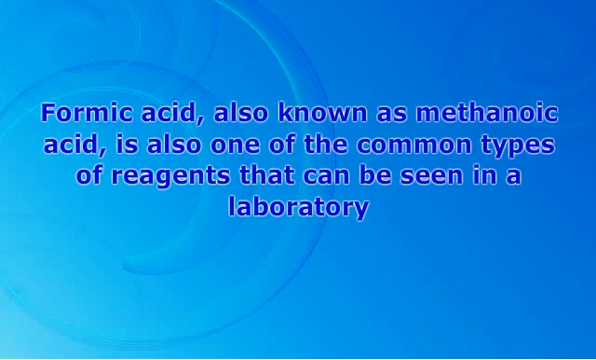 Formic acid, also known as methanoic
acid, is also one of the common types
of reagents that can be seen in a
laboratory